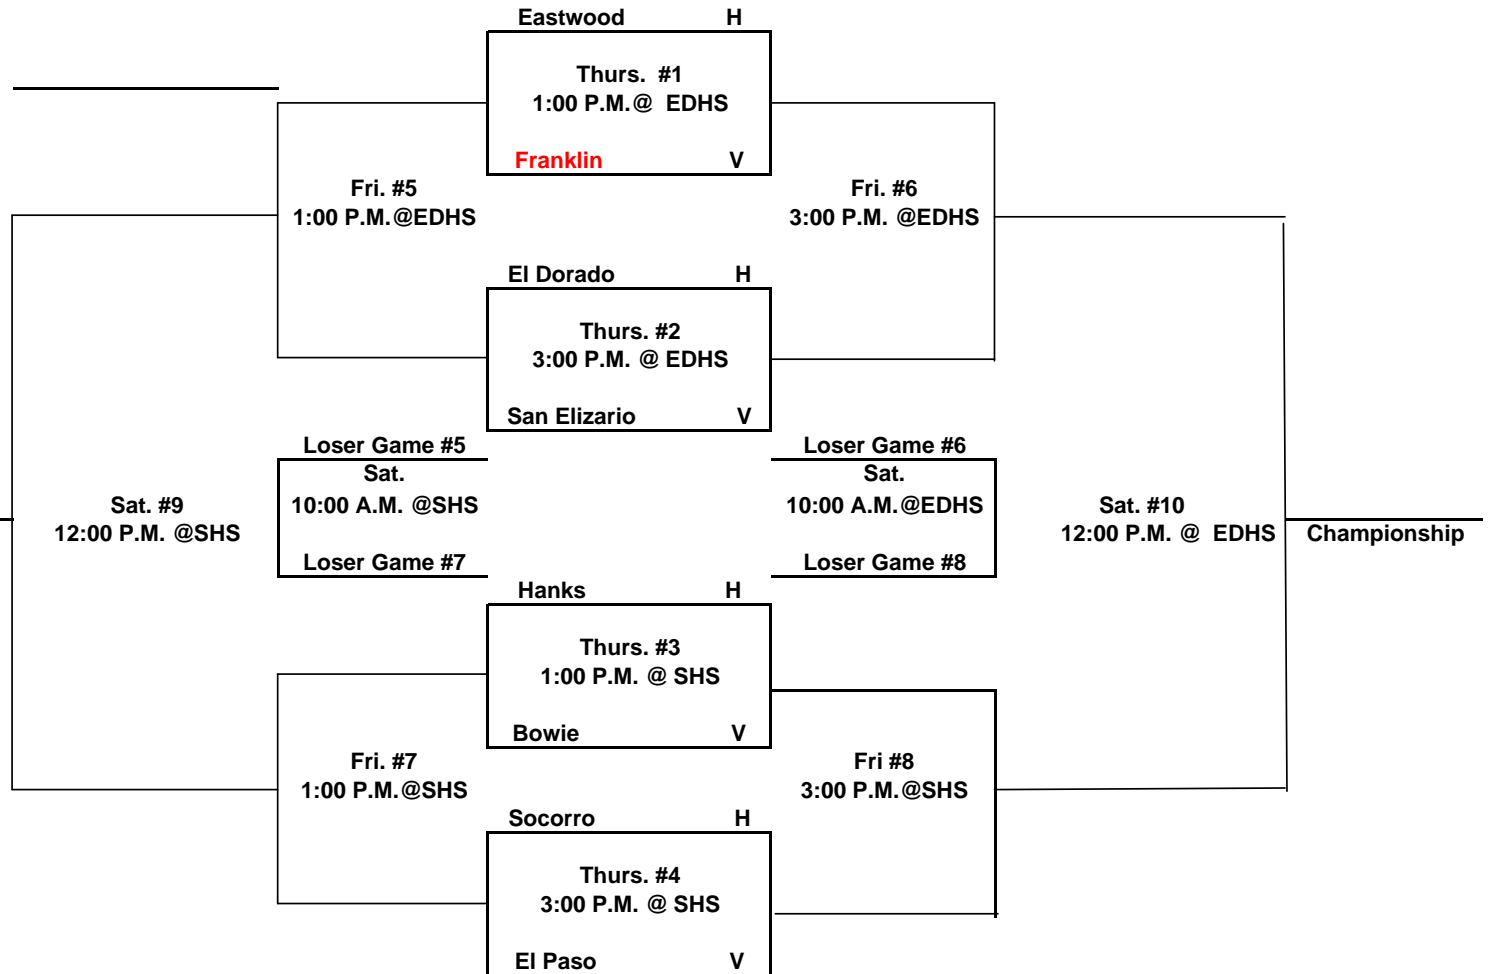 Eastwood H
Thurs. #1
1:00 P.M.@ EDHS
Franklin V
Fri. #5
1:00 P.M.@EDHS
Fri. #6
3:00 P.M. @EDHS
El Dorado H
Thurs. #2
3:00 P.M. @ EDHS
San Elizario V
Loser Game #5
Sat.
10:00 A.M. @SHS
Loser Game #7
Loser Game #6
Sat.
10:00 A.M.@EDHS
Loser Game #8
Sat. #9
12:00 P.M. @SHS
Sat. #10
12:00 P.M. @ EDHS
Championship
Hanks H
Thurs. #3
1:00 P.M. @ SHS
Bowie V
Fri. #7
1:00 P.M.@SHS
Fri #8
3:00 P.M.@SHS
Socorro H
Thurs. #4
3:00 P.M. @ SHS
El Paso V